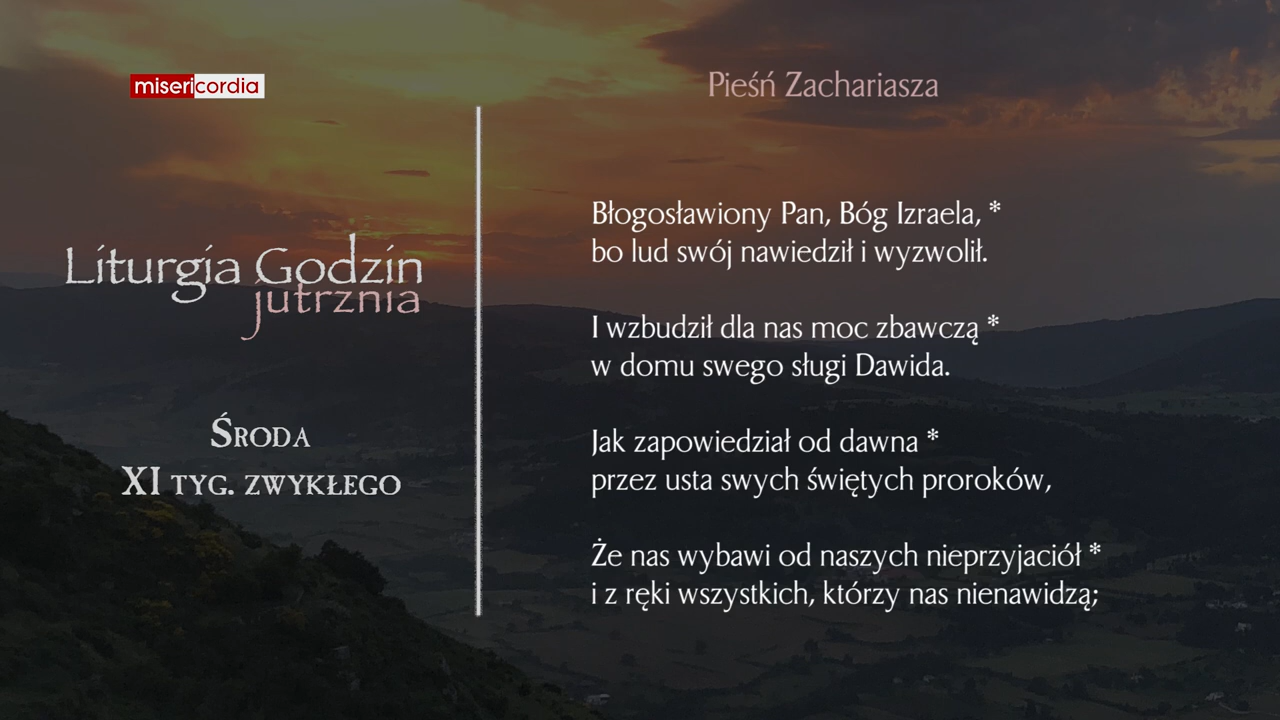 misericordia
Liturgia Godzin
jutrznia
Środa
XI tyg. zwykłego
Pieśń Zachariasza
Błogosławiony Pan, Bóg Izraela, *
bo lud swój nawiedził i wyzwolił.
I wzbudził dla nas moc zbawczą *
w domu swego sługi Dawida.
Jak zapowiedział od dawna *
przez usta swych świętych proroków,
Że nas wybawi od naszych nieprzyjaciół *
i z ręki wszystkich, którzy nas nienawidzą;